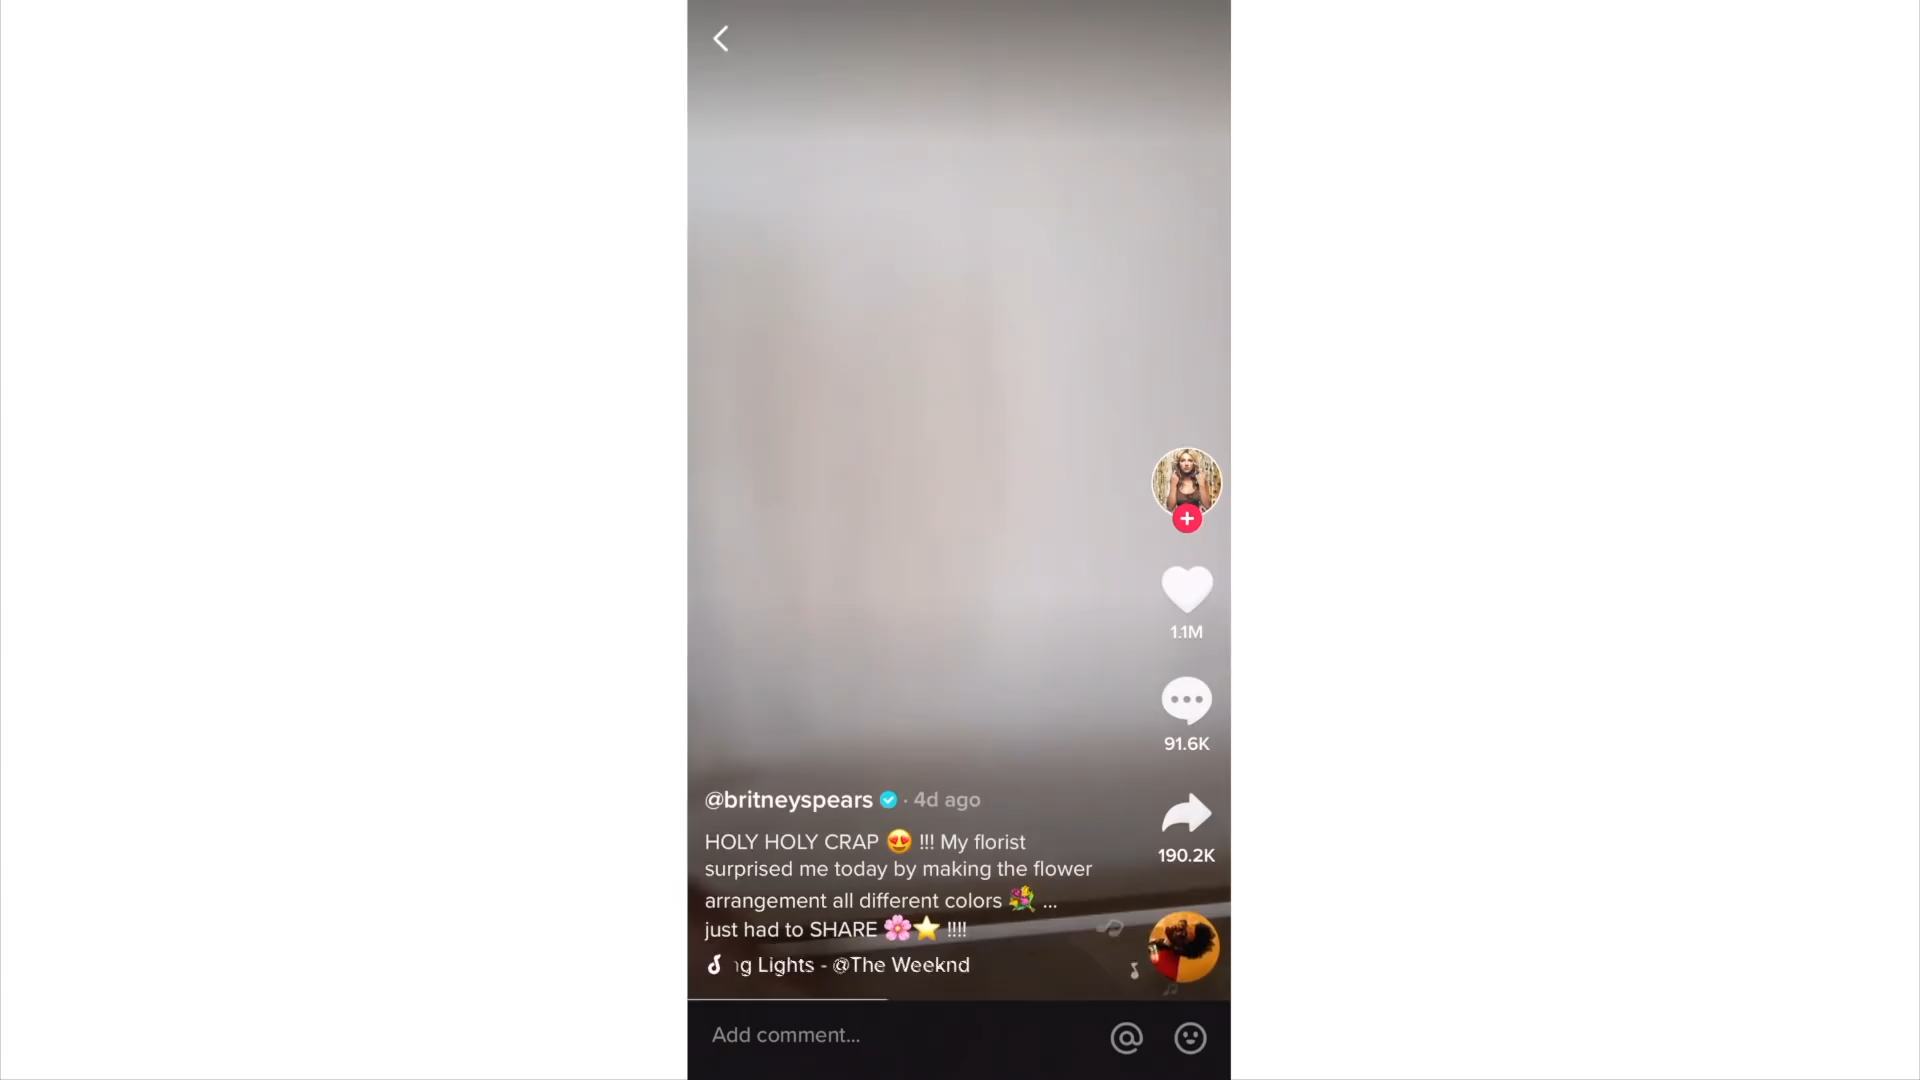 1.1M
91.6K
@britneyspears · 4d ago
190.2K
HOLY HOLY CRAP 😍 !!! My florist
surprised me today by making the flower
arrangement all different colors 💐 ...
just had to SHARE 🌸⭐ !!!!
ng Lights - @The Weeknd
Add comment...